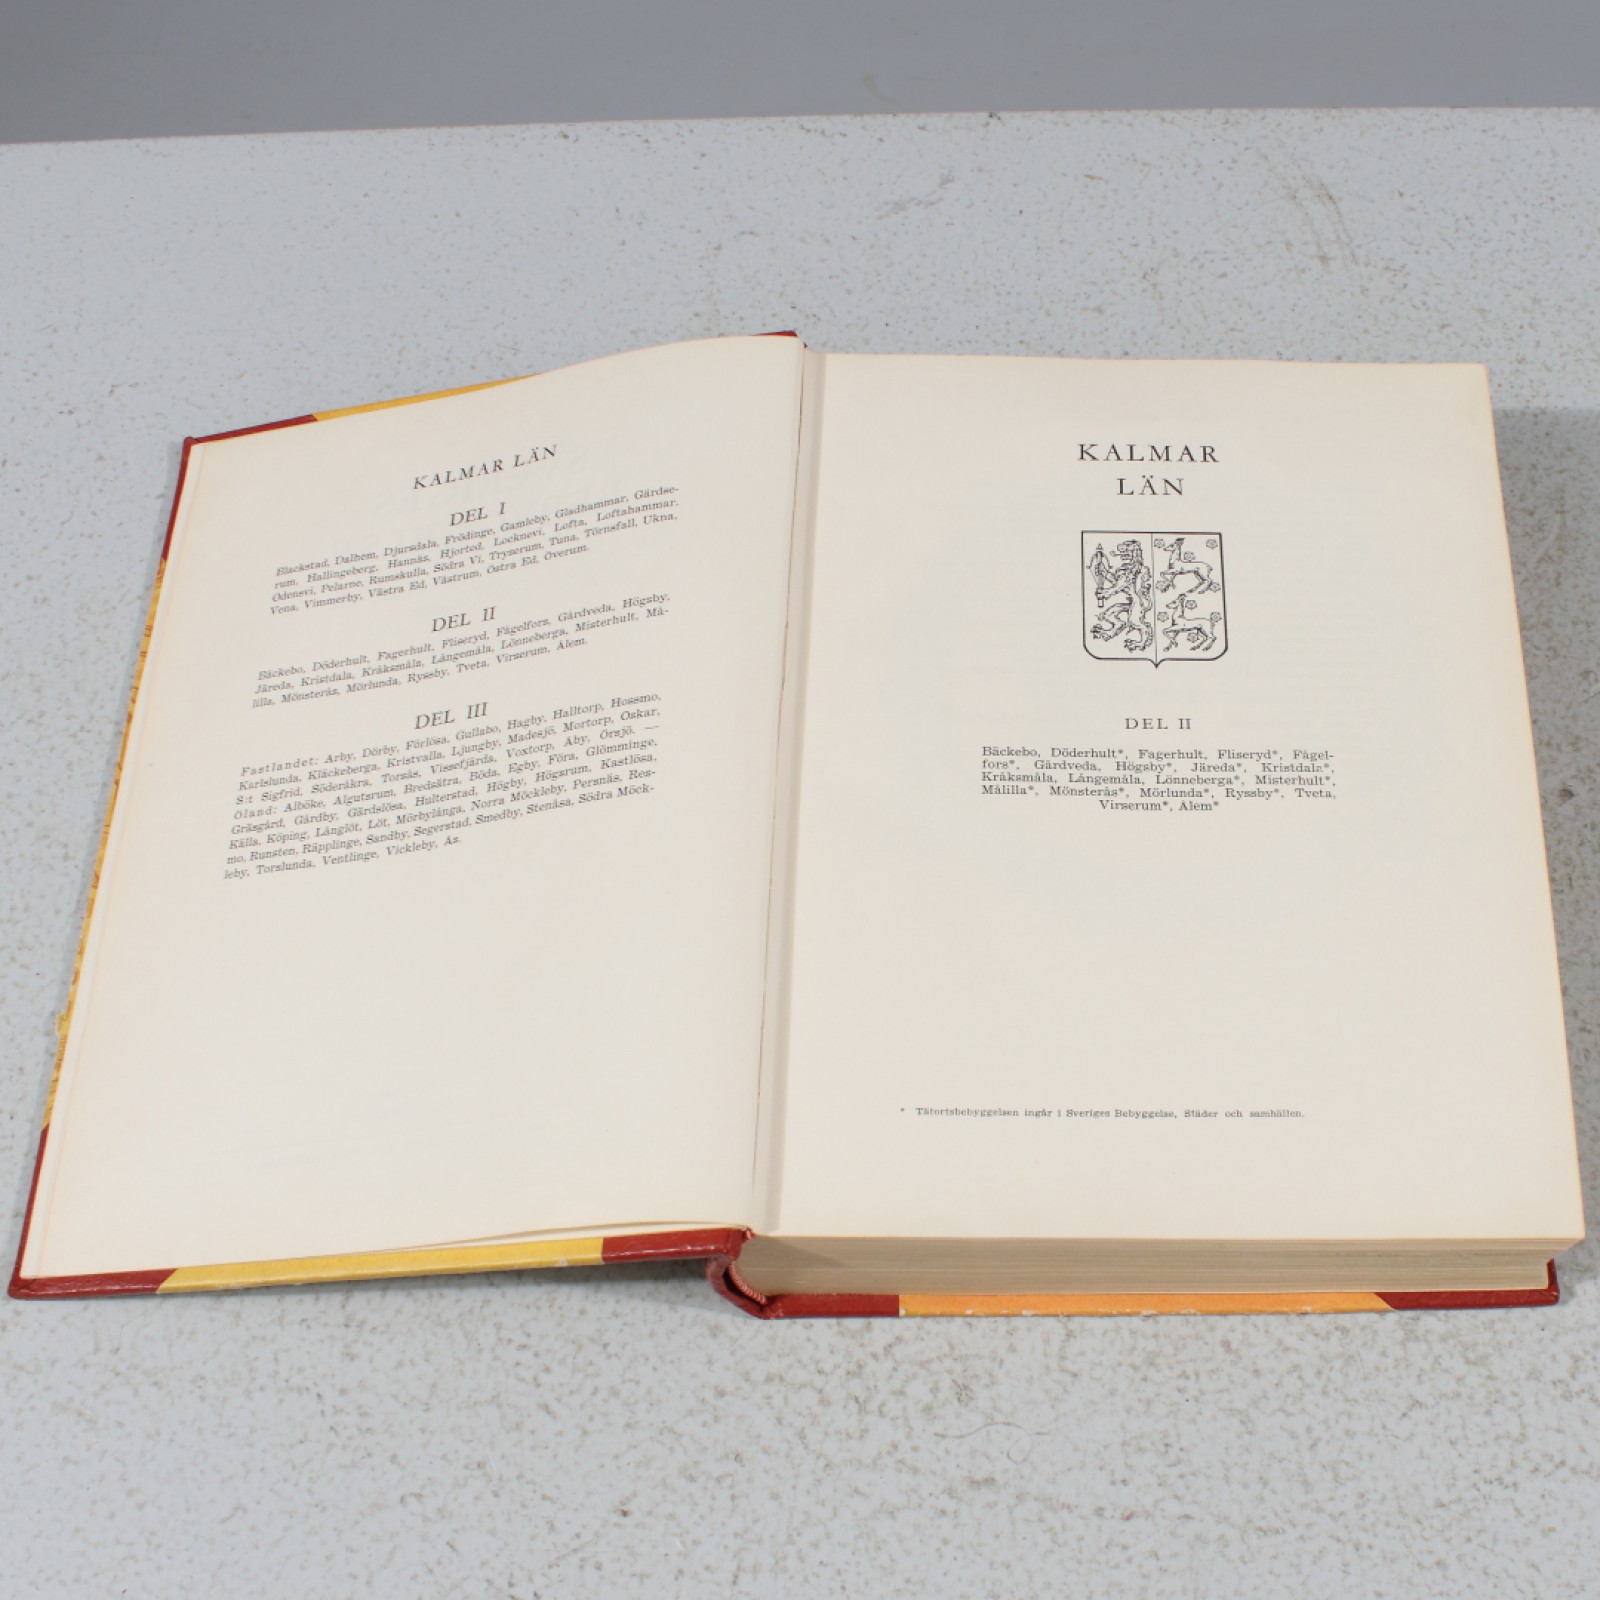 KALMAR LÄN
DEL I
Blackstad, Dalhem, Djursdala, Frödinge, Gamleby, Gladhammar, Gärdse-
rum, Hallingeberg, Hannäs, Hjorted, Locknevi, Lofta, Loftahammar,
Odensvi, Pelarne, Rumskulla, Södra Vi, Tryserum, Tuna, Törnsfall, Ukna,
Vena, Vimmerby, Västra Ed, Västrum, Östra Ed, Överum.
DEL II
Bäckebo, Döderhult, Fagerhult, Fliseryd, Fågelfors, Gårdveda, Högsby,
Järeda, Kristdala, Kråksmåla, Långemåla, Lönneberga, Misterhult, Må-
lilla, Mönsterås, Mörlunda, Ryssby, Tveta, Virserum, Ålem.
DEL III
Fastlandet: Arby, Dörby, Förlösa, Gullabo, Hagby, Halltorp, Hossmo,
Karlslunda, Kläckeberga, Kristvalla, Ljungby, Madesjö, Mortorp, Oskar,
S:t Sigfrid, Söderåkra, Torsås, Vissefjärda, Voxtorp, Åby, Örsjö. —
Öland: Alböke, Algutsrum, Bredsätra, Böda, Egby, Föra, Glömminge,
Gräsgård, Gårdby, Gärdslösa, Hulterstad, Högby, Högsrum, Kastlösa,
Källa, Köping, Långlöt, Löt, Mörbylånga, Norra Möckleby, Persnäs, Res-
mo, Runsten, Räpplinge, Sandby, Segerstad, Smedby, Stenåsa, Södra Möck-
leby, Torslunda, Ventlinge, Vickleby, Ås.
KALMAR
LÄN
DEL II
Bäckebo, Döderhult*, Fagerhult, Fliseryd*, Fågel-
fors*, Gårdveda, Högsby*, Järeda*, Kristdala*,
Kråksmåla, Långemåla, Lönneberga*, Misterhult*,
Målilla*, Mönsterås*, Mörlunda*, Ryssby*, Tveta,
Virserum*, Ålem*
* Tätortsbebyggelsen ingår i Sveriges Bebyggelse, Städer och samhällen.